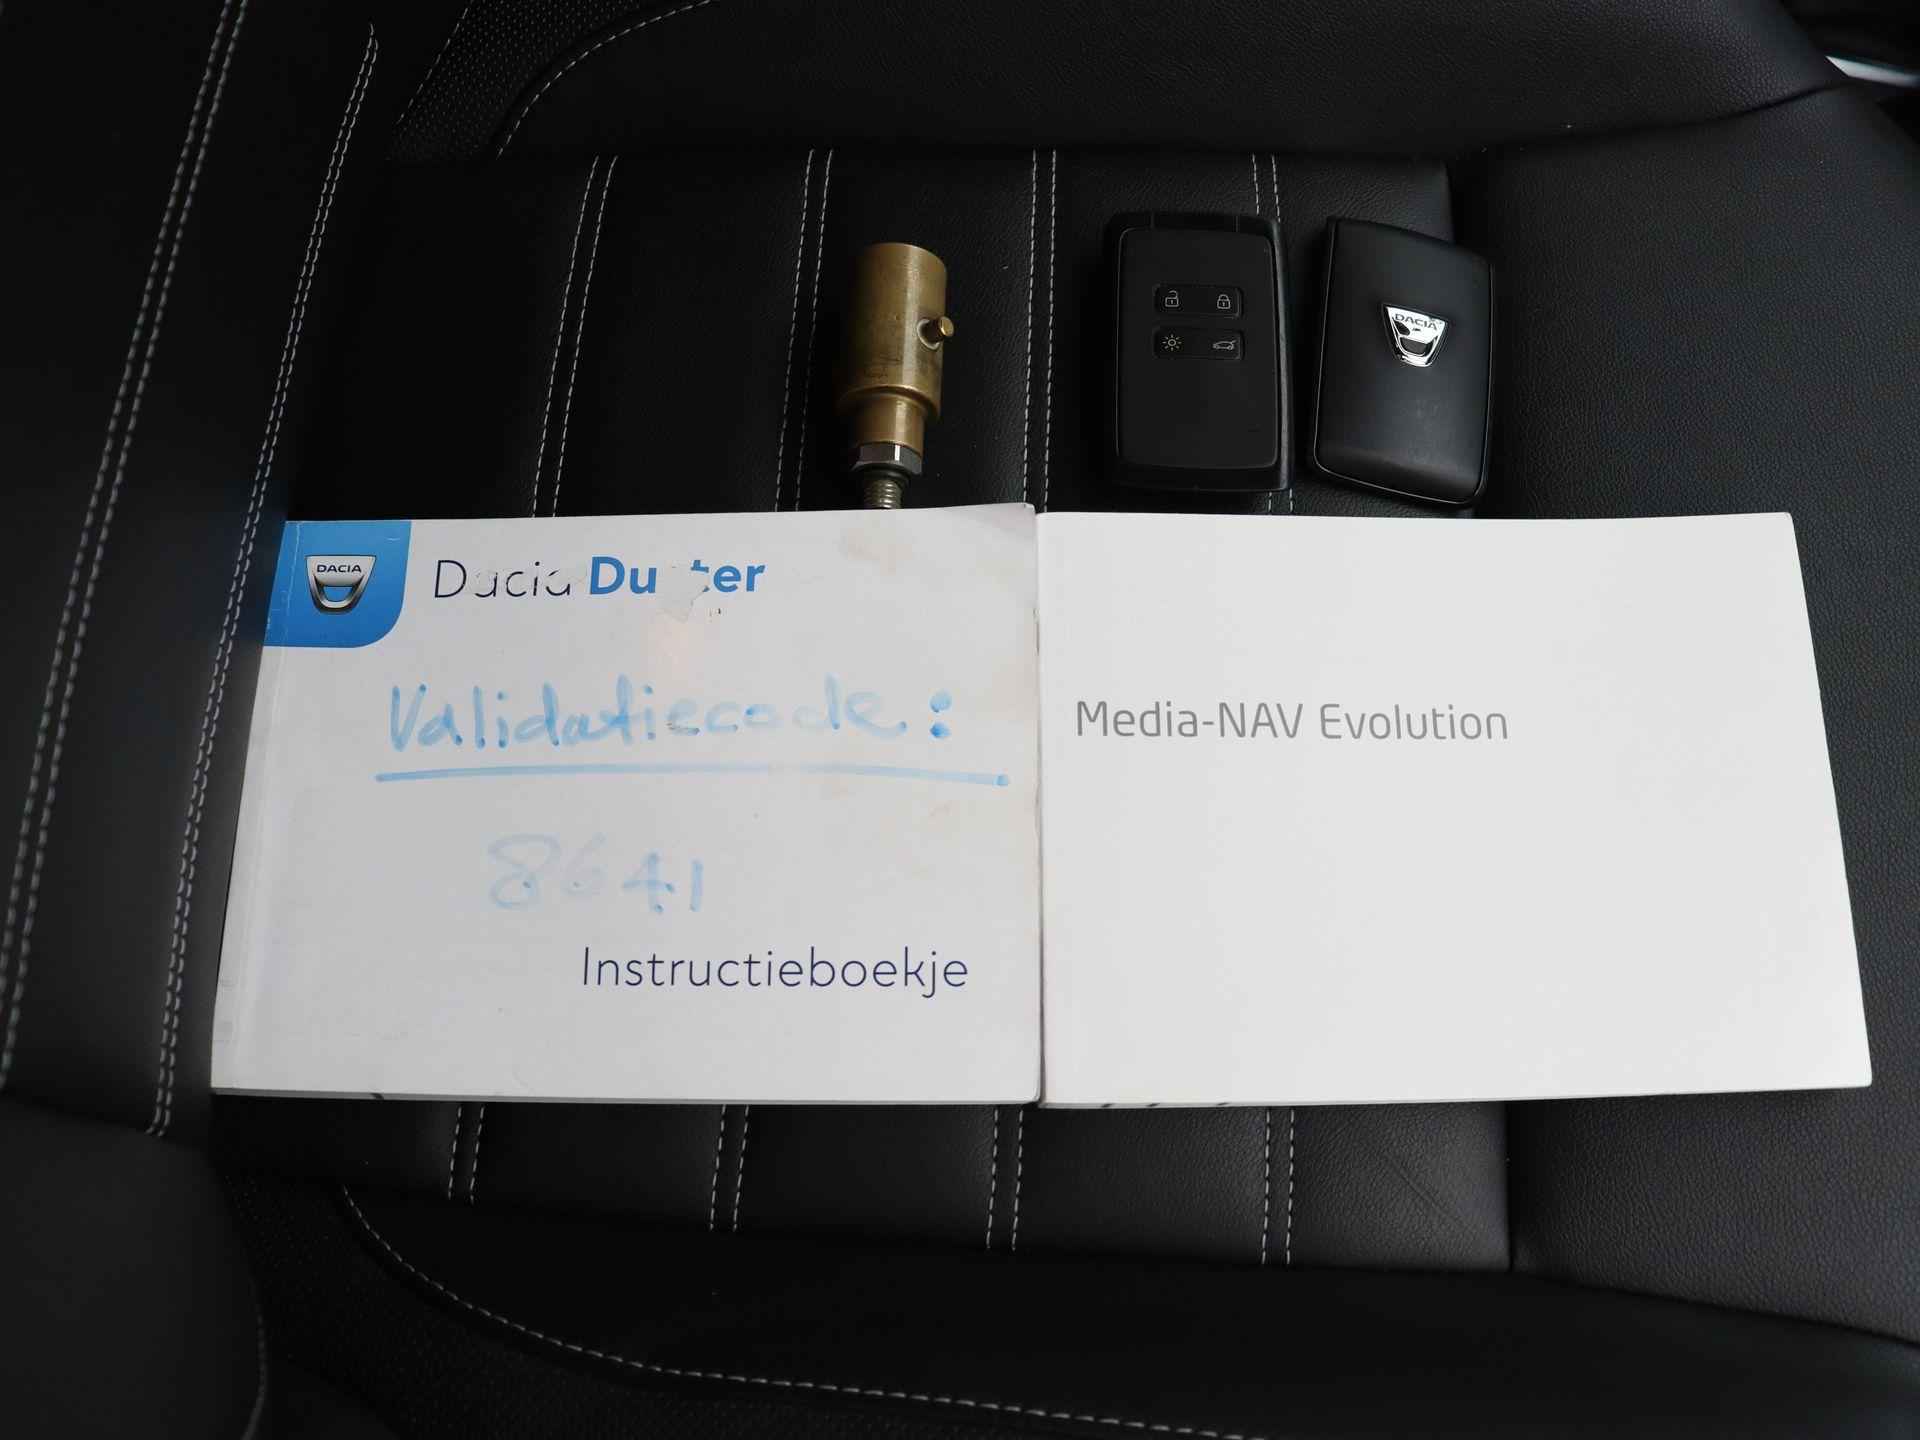 DACIA
DACIA
Dacia Duster
Validatiecode:
8641
Instructieboekje
Media-NAV Evolution